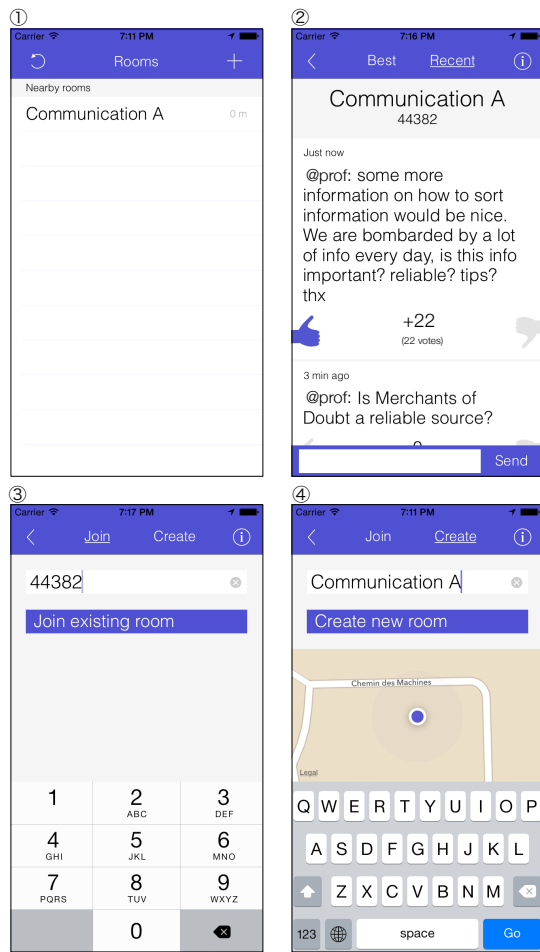 ①
Carrier 7:11 PM
Rooms
Nearby rooms
Communication A 0 m
②
Carrier 7:16 PM
Best Recent
Communication A
44382
Just now
@prof: some more
information on how to sort
information would be nice.
We are bombarded by a lot
of info every day, is this info
important? reliable? tips?
thx
+22
(22 votes)
3 min ago
@prof: Is Merchants of
Doubt a reliable source?
Send
③
Carrier 7:17 PM
Join Create
44382
Join existing room
1 2 3
ABC DEF
4 5 6
GHI JKL MNO
7 8 9
PQRS TUV WXYZ
0
④
Carrier 7:11 PM
Join Create
Communication A
Create new room
Chemin des Machines
Legal
Q W E R T Y U I O P
A S D F G H J K L
Z X C V B N M
123 space Go